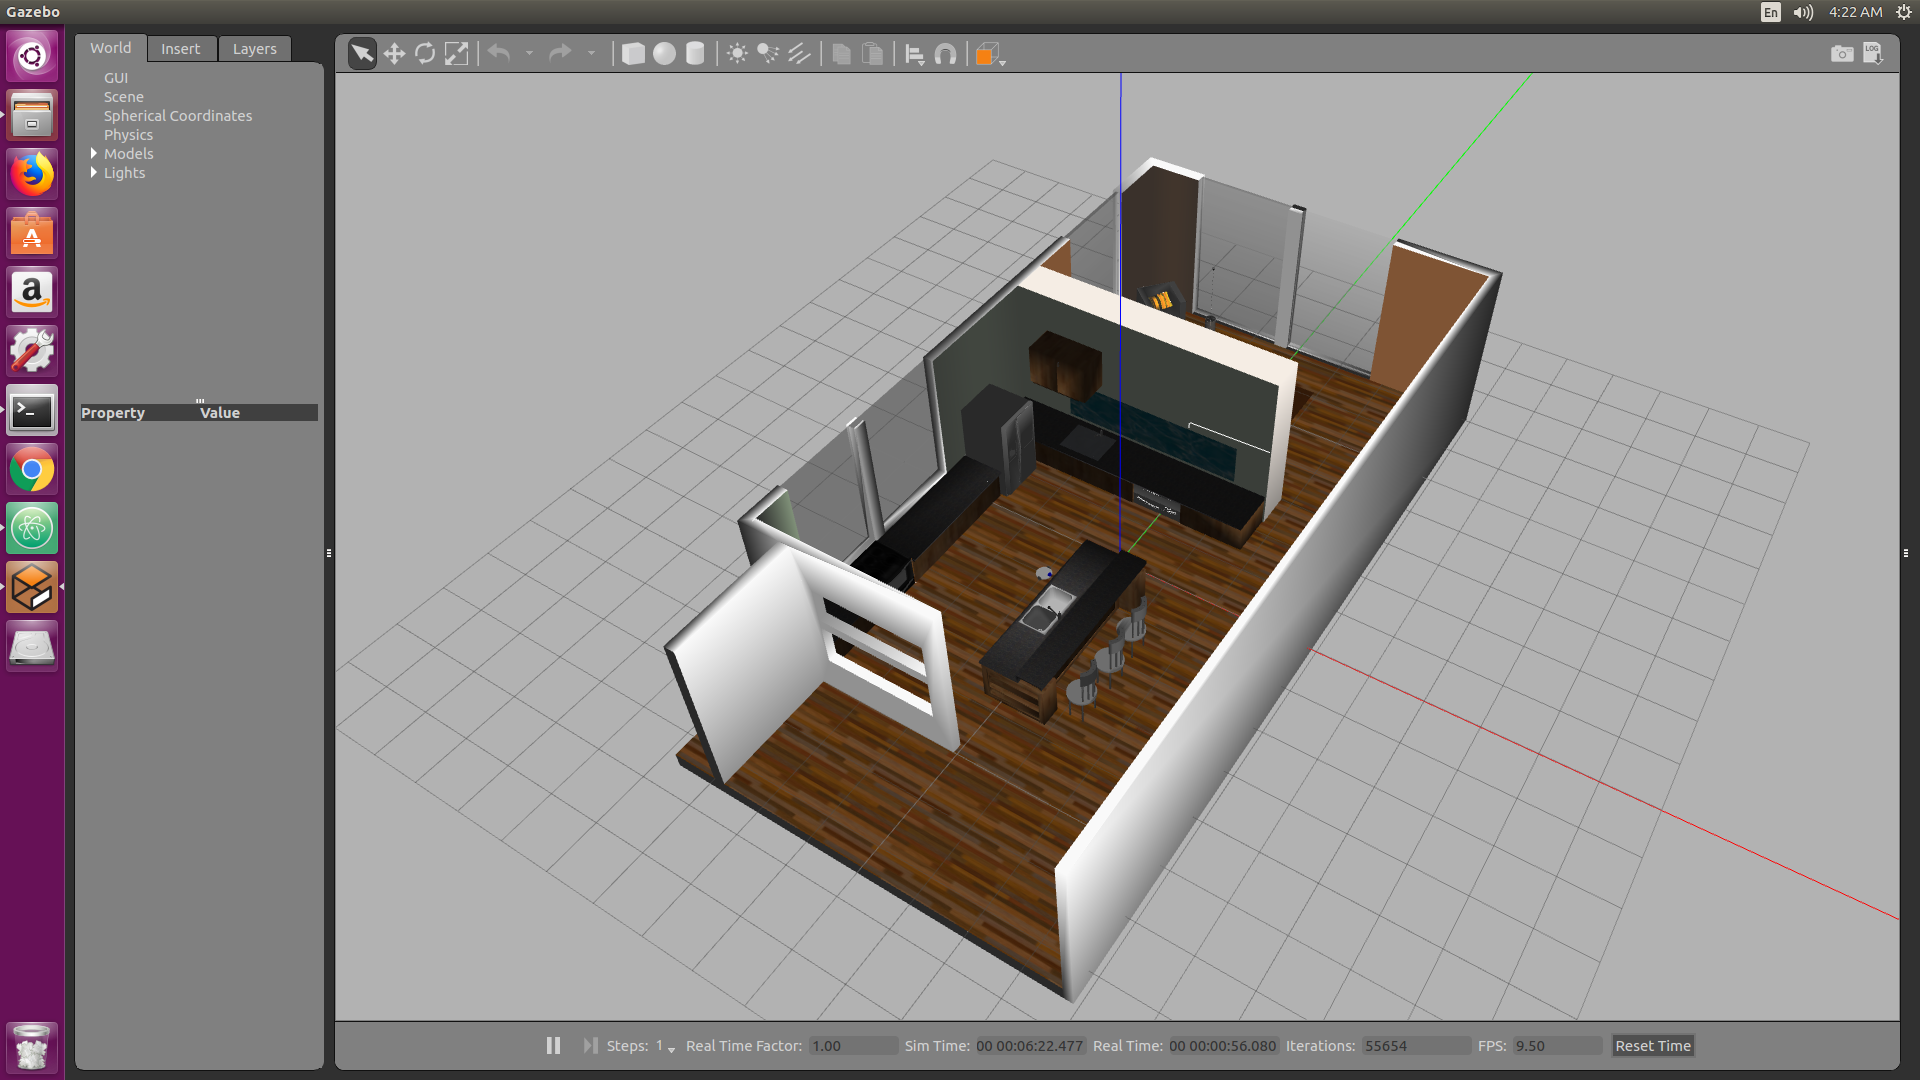 Gazebo
En
4:22 AM
World Insert Layers
LOG
GUI
Scene
Spherical Coordinates
Physics
Models
Lights
Property Value
Steps: 1 Real Time Factor: 1.00 Sim Time: 00 00:06:22.477 Real Time: 00 00:00:56.080 Iterations: 55654 FPS: 9.50 Reset Time